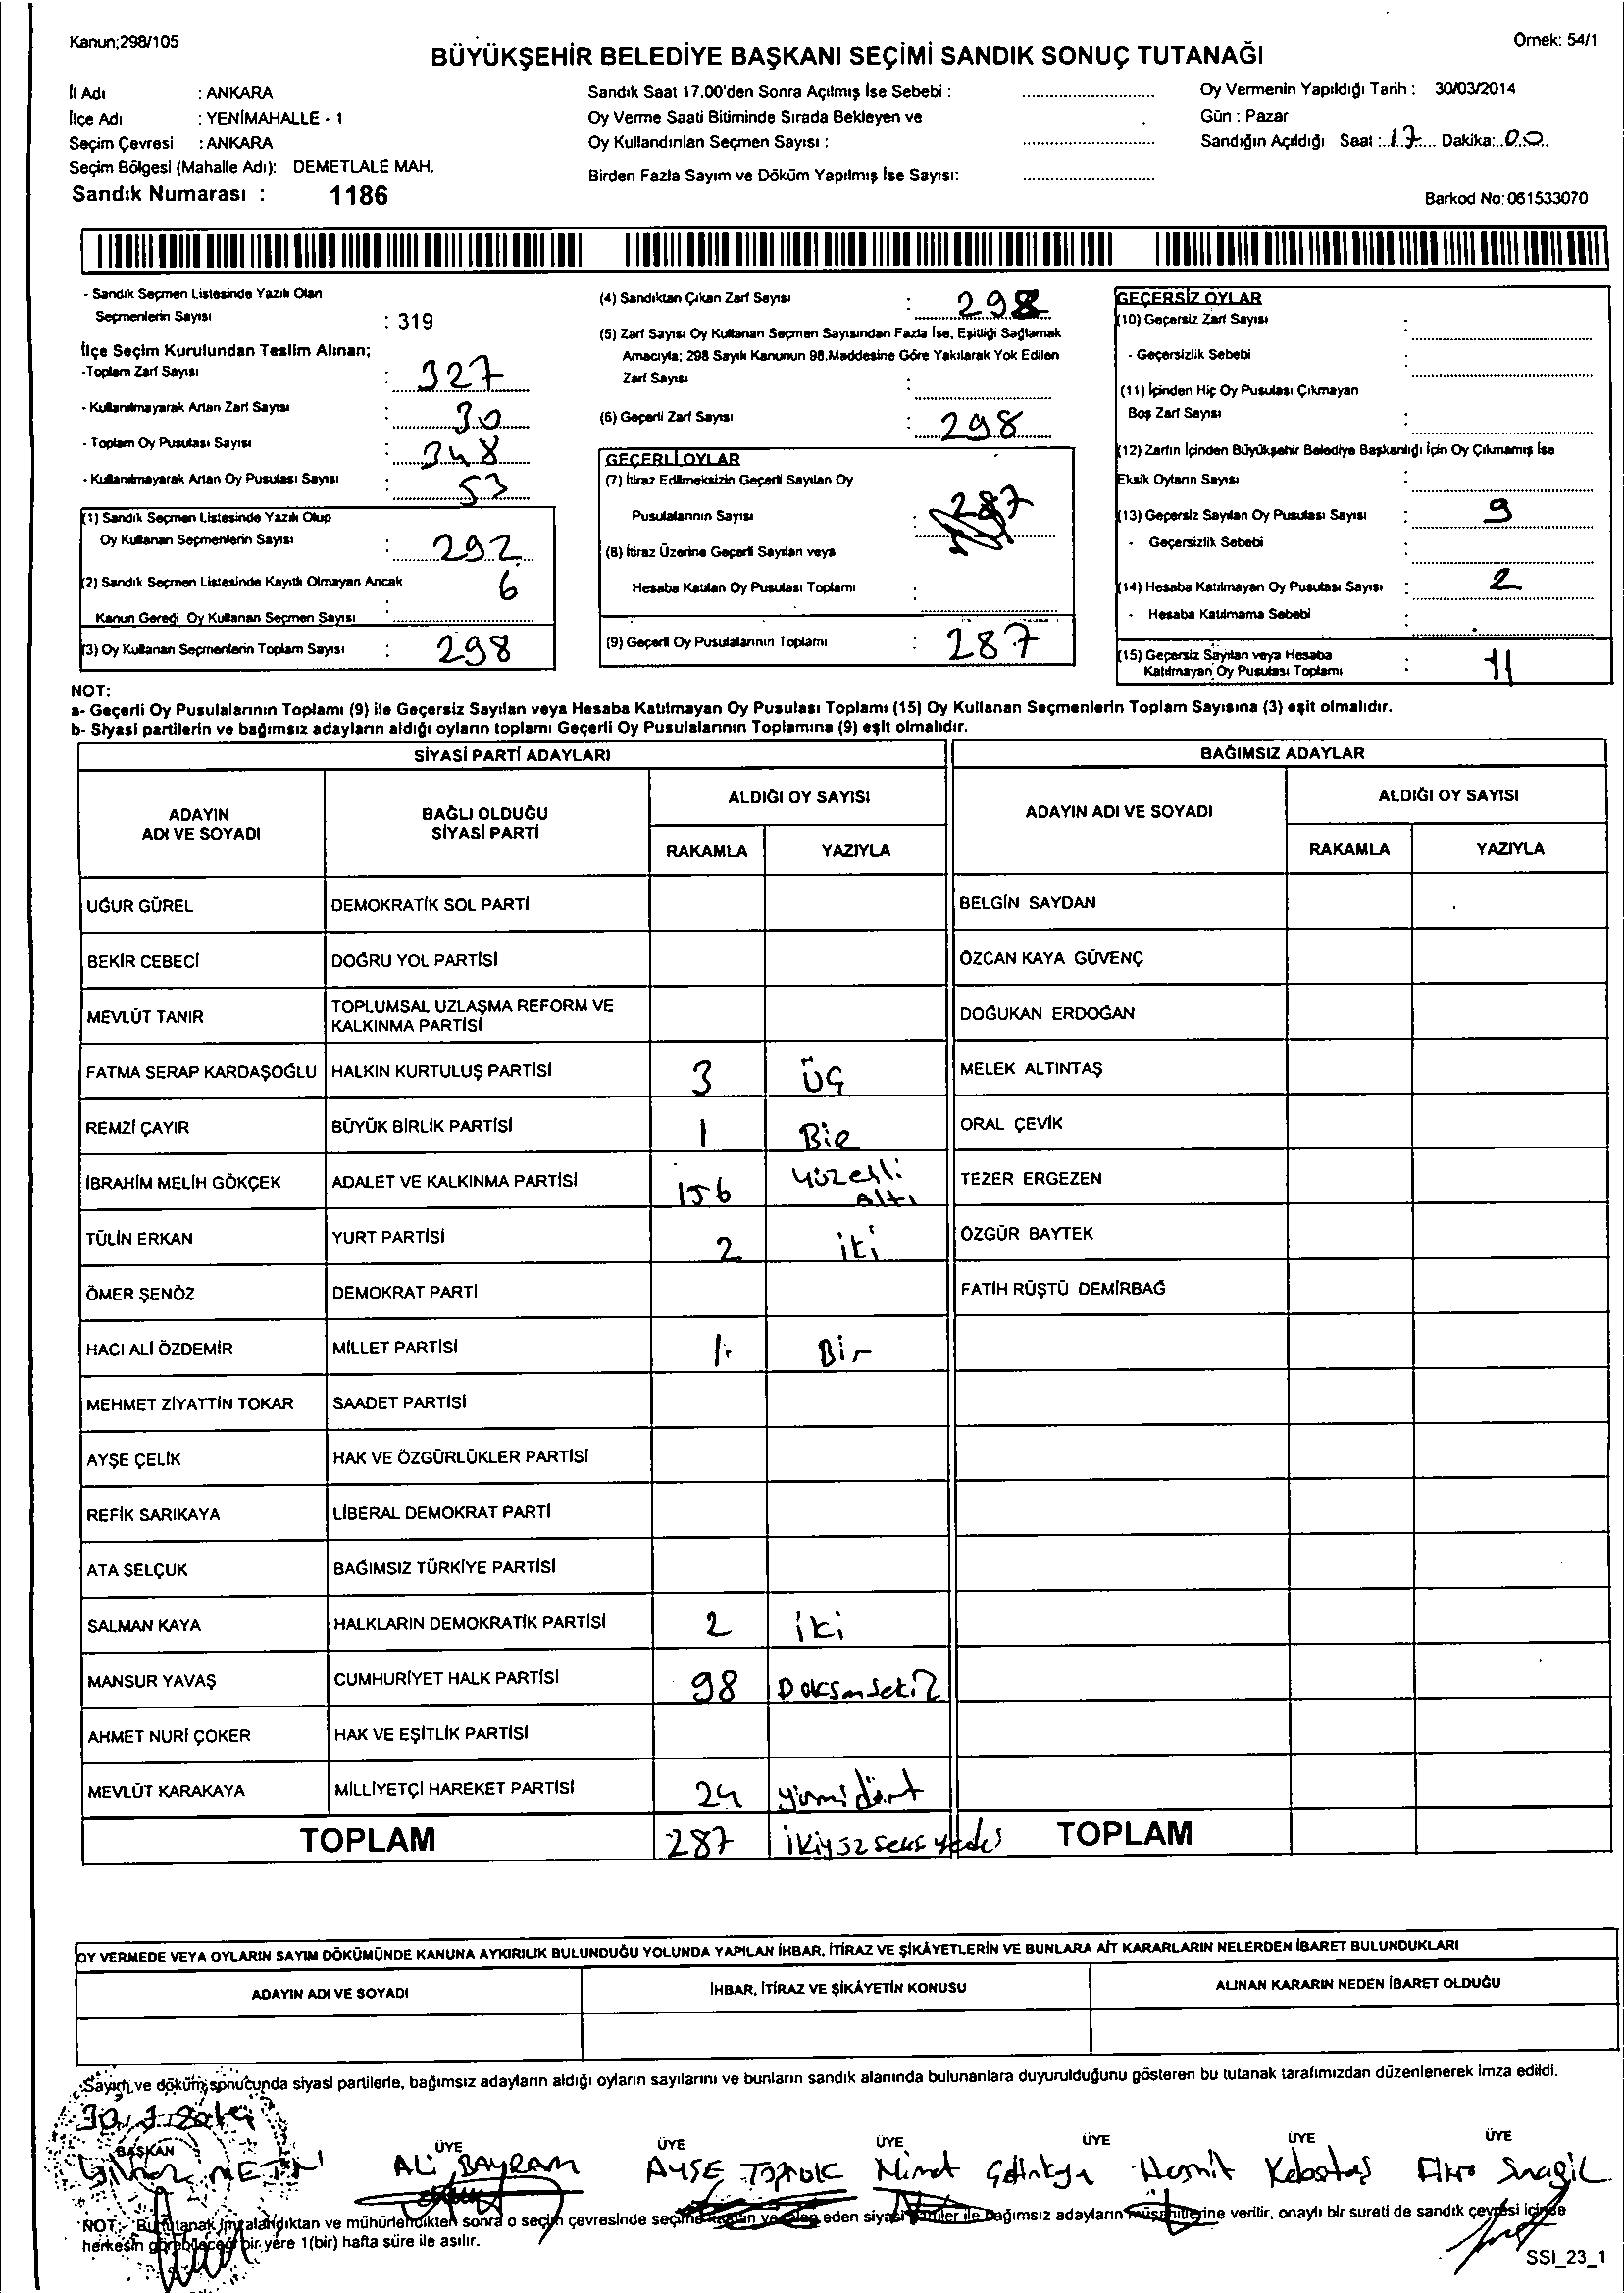 Kanun;298/105
Örnek: 54/1
BÜYÜKŞEHİR BELEDİYE BAŞKANI SEÇİMİ SANDIK SONUÇ TUTANAĞI
İl Adı : ANKARA
İlçe Adı : YENİMAHALLE - 1
Seçim Çevresi : ANKARA
Seçim Bölgesi (Mahalle Adı): DEMETLALE MAH.
Sandık Numarası : 1186
Sandık Saat 17.00'den Sonra Açılmış İse Sebebi :
Oy Verme Saati Bitiminde Sırada Bekleyen ve
Oy Kullandırılan Seçmen Sayısı :
Birden Fazla Sayım ve Döküm Yapılmış İse Sayısı:
Oy Vermenin Yapıldığı Tarih : 30/03/2014
Gün : Pazar
Sandığın Açıldığı Saat : 17 Dakika: 00
Barkod No: 061533070
- Sandık Seçmen Listesinde Yazılı Olan
Seçmenlerin Sayısı : 319
İlçe Seçim Kurulundan Teslim Alınan;
-Toplam Zarf Sayısı : 327
- Kullanılmayarak Artan Zarf Sayısı : 30
- Toplam Oy Pusulası Sayısı : 348
- Kullanılmayarak Artan Oy Pusulası Sayısı : 53
(1) Sandık Seçmen Listesinde Yazılı Olup
Oy Kullanan Seçmenlerin Sayısı : 292
(2) Sandık Seçmen Listesinde Kayıtlı Olmayan Ancak
Kanun Gereği Oy Kullanan Seçmen Sayısı : 6
(3) Oy Kullanan Seçmenlerin Toplam Sayısı : 298
(4) Sandıktan Çıkan Zarf Sayısı : 298
(5) Zarf Sayısı Oy Kullanan Seçmen Sayısından Fazla İse, Eşitliği Sağlamak
Amacıyla; 298 Sayılı Kanunun 98.Maddesine Göre Yakılarak Yok Edilen
Zarf Sayısı :
(6) Geçerli Zarf Sayısı : 298
GEÇERLİ OYLAR
(7) İtiraz Edilmeksizin Geçerli Sayılan Oy
Pusulalarının Sayısı : 287
(8) İtiraz Üzerine Geçerli Sayılan veya
Hesaba Katılan Oy Pusulası Toplamı :
(9) Geçerli Oy Pusulalarının Toplamı : 287
GEÇERSİZ OYLAR
(10) Geçersiz Zarf Sayısı :
- Geçersizlik Sebebi :
(11) İçinden Hiç Oy Pusulası Çıkmayan
Boş Zarf Sayısı :
(12) Zarfın İçinden Büyükşehir Belediye Başkanlığı İçin Oy Çıkmamış İse
Eksik Oyların Sayısı :
(13) Geçersiz Sayılan Oy Pusulası Sayısı : 9
- Geçersizlik Sebebi :
(14) Hesaba Katılmayan Oy Pusulası Sayısı : 2
- Hesaba Katılmama Sebebi :
(15) Geçersiz Sayılan veya Hesaba
Katılmayan Oy Pusulası Toplamı : 11
NOT:
a- Geçerli Oy Pusulalarının Toplamı (9) ile Geçersiz Sayılan veya Hesaba Katılmayan Oy Pusulası Toplamı (15) Oy Kullanan Seçmenlerin Toplam Sayısına (3) eşit olmalıdır.
b- Siyasi partilerin ve bağımsız adayların aldığı oyların toplamı Geçerli Oy Pusulalarının Toplamına (9) eşit olmalıdır.
SİYASİ PARTİ ADAYLARI
BAĞIMSIZ ADAYLAR
ADAYIN ADI VE SOYADI
BAĞLI OLDUĞU SİYASİ PARTİ
ALDIĞI OY SAYISI
RAKAMLA YAZIYLA
ADAYIN ADI VE SOYADI
ALDIĞI OY SAYISI
RAKAMLA YAZIYLA
UĞUR GÜREL DEMOKRATİK SOL PARTİ BELGİN SAYDAN
BEKİR CEBECİ DOĞRU YOL PARTİSİ ÖZCAN KAYA GÜVENÇ
MEVLÜT TANIR TOPLUMSAL UZLAŞMA REFORM VE KALKINMA PARTİSİ DOĞUKAN ERDOĞAN
FATMA SERAP KARDAŞOĞLU HALKIN KURTULUŞ PARTİSİ 3 ÜÇ MELEK ALTINTAŞ
REMZİ ÇAYIR BÜYÜK BİRLİK PARTİSİ 1 Bir ORAL ÇEVİK
İBRAHİM MELİH GÖKÇEK ADALET VE KALKINMA PARTİSİ 156 Yüzelli Altı TEZER ERGEZEN
TÜLİN ERKAN YURT PARTİSİ 2 iki ÖZGÜR BAYTEK
ÖMER ŞENÖZ DEMOKRAT PARTİ FATİH RÜŞTÜ DEMİRBAĞ
HACI ALİ ÖZDEMİR MİLLET PARTİSİ 1 Bir
MEHMET ZİYATTİN TOKAR SAADET PARTİSİ
AYŞE ÇELİK HAK VE ÖZGÜRLÜKLER PARTİSİ
REFİK SARIKAYA LİBERAL DEMOKRAT PARTİ
ATA SELÇUK BAĞIMSIZ TÜRKİYE PARTİSİ
SALMAN KAYA HALKLARIN DEMOKRATİK PARTİSİ 2 iki
MANSUR YAVAŞ CUMHURİYET HALK PARTİSİ 98 Doksansekiz
AHMET NURİ ÇOKER HAK VE EŞİTLİK PARTİSİ
MEVLÜT KARAKAYA MİLLİYETÇİ HAREKET PARTİSİ 24 yirmidört
TOPLAM 287 TOPLAM
OY VERMEDE VEYA OYLARIN SAYIM DÖKÜMÜNDE KANUNA AYKIRILIK BULUNDUĞU YOLUNDA YAPILAN İHBAR, İTİRAZ VE ŞİKÂYETLERİN VE BUNLARA AİT KARARLARIN NELERDEN İBARET BULUNDUKLARI
ADAYIN ADI VE SOYADI İHBAR, İTİRAZ VE ŞİKÂYETİN KONUSU ALINAN KARARIN NEDEN İBARET OLDUĞU
Sayım ve döküm sonucunda siyasi partilerle, bağımsız adayların aldığı oyların sayılarını ve bunların sandık alanında bulunanlara duyurulduğunu gösteren bu tutanak tarafımızdan düzenlenerek imza edildi.
BAŞKAN ÜYE ÜYE ÜYE ÜYE ÜYE ÜYE
METİN ALİ BAYRAM AYŞE TOPRAK
NOT:- Bu tutanak imzalandıktan ve mühürlendikten sonra o seçim çevresinde seçime katılan ve talep eden siyasi partiler ile bağımsız adayların müşahitlerine verilir, onaylı bir sureti de sandık çevresi içinde
herkesin görebileceği bir yere 1(bir) hafta süre ile asılır.
SSI_23_1